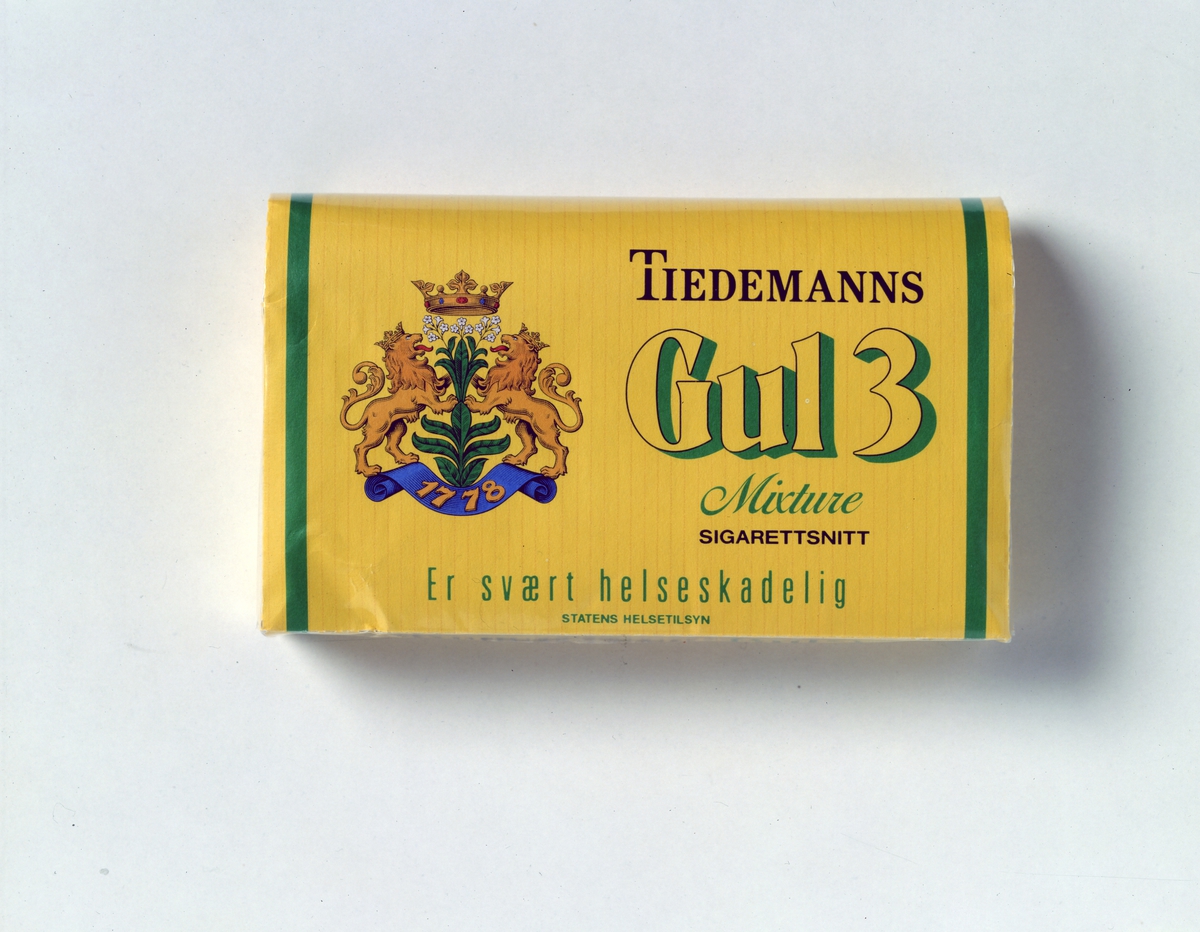 1778
TIEDEMANNS
Gul 3
Mixture
SIGARETTSNITT
Er svært helseskadelig
STATENS HELSETILSYN